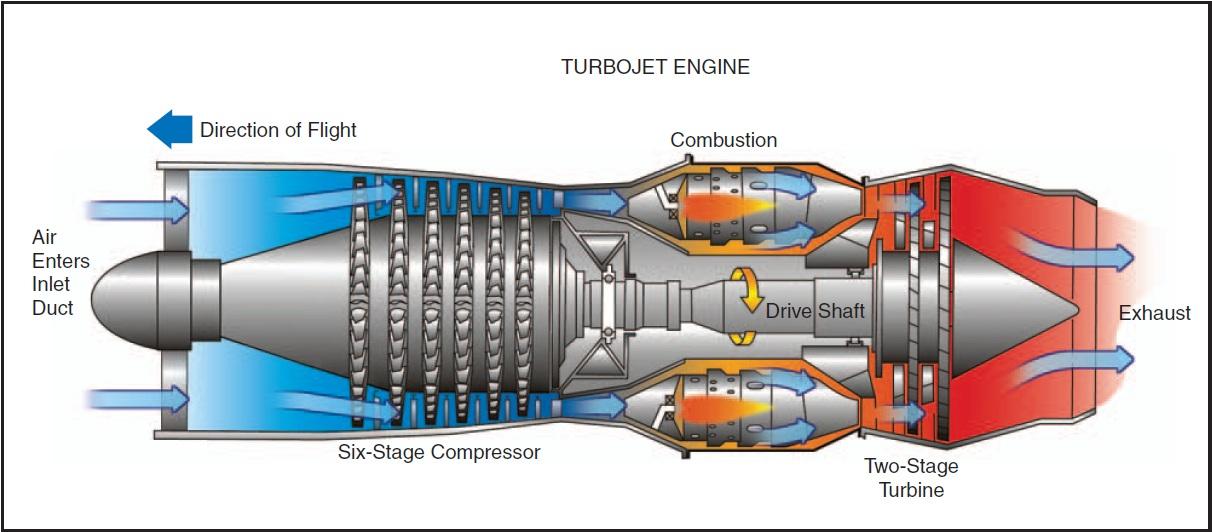 TURBOJET ENGINE
Direction of Flight
Combustion
Air
Enters
Inlet
Duct
Drive Shaft
Exhaust
Six-Stage Compressor
Two-Stage
Turbine